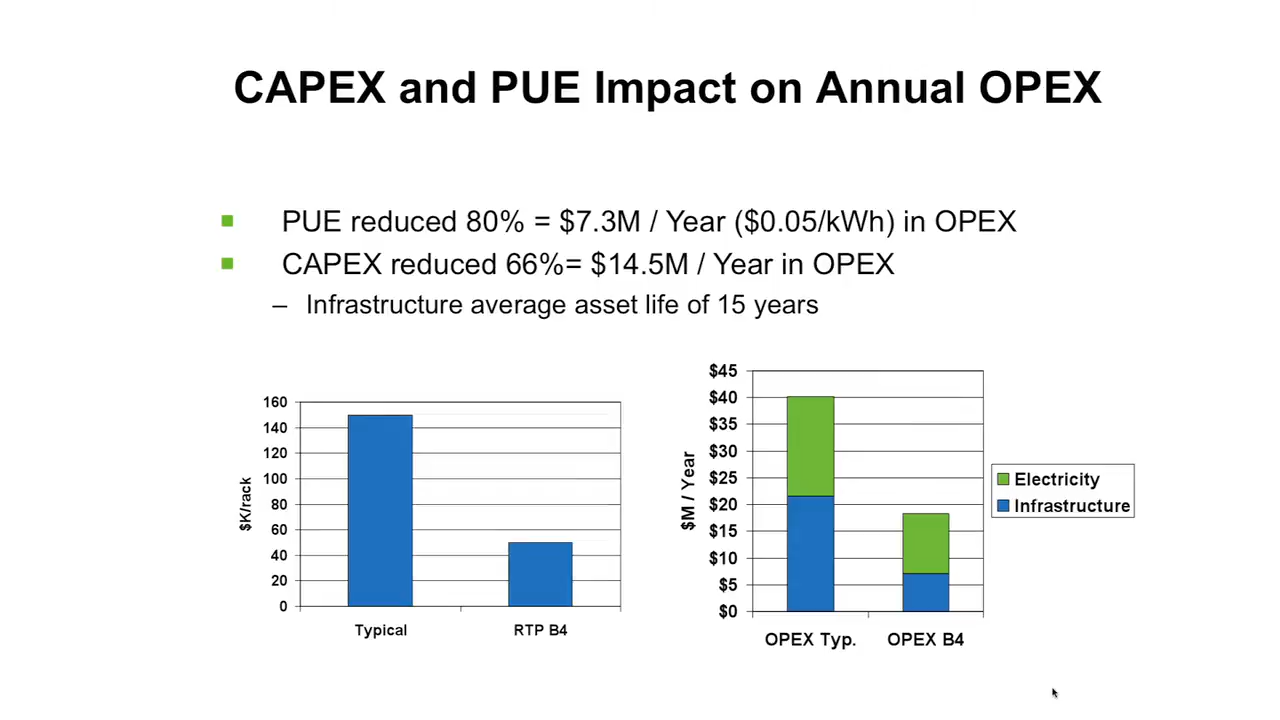 CAPEX and PUE Impact on Annual OPEX
PUE reduced 80% = $7.3M / Year ($0.05/kWh) in OPEX
CAPEX reduced 66%= $14.5M / Year in OPEX
– Infrastructure average asset life of 15 years
$K/rack
160
140
120
100
80
60
40
20
0
Typical
RTP B4
$M / Year
$45
$40
$35
$30
$25
$20
$15
$10
$5
$0
OPEX Typ.
OPEX B4
Electricity
Infrastructure